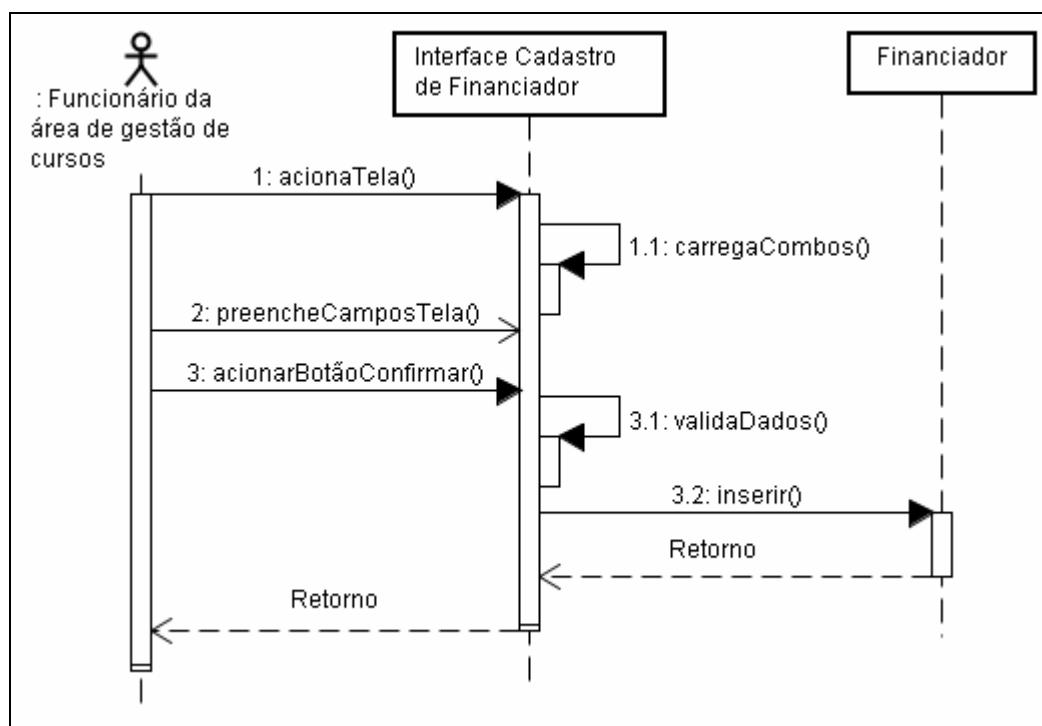 : Funcionário da
área de gestão de
cursos
Interface Cadastro
de Financiador
Financiador
1: acionaTela()
1.1: carregaCombos()
2: preencheCamposTela()
3: acionarBotãoConfirmar()
3.1: validaDados()
3.2: inserir()
Retorno
Retorno